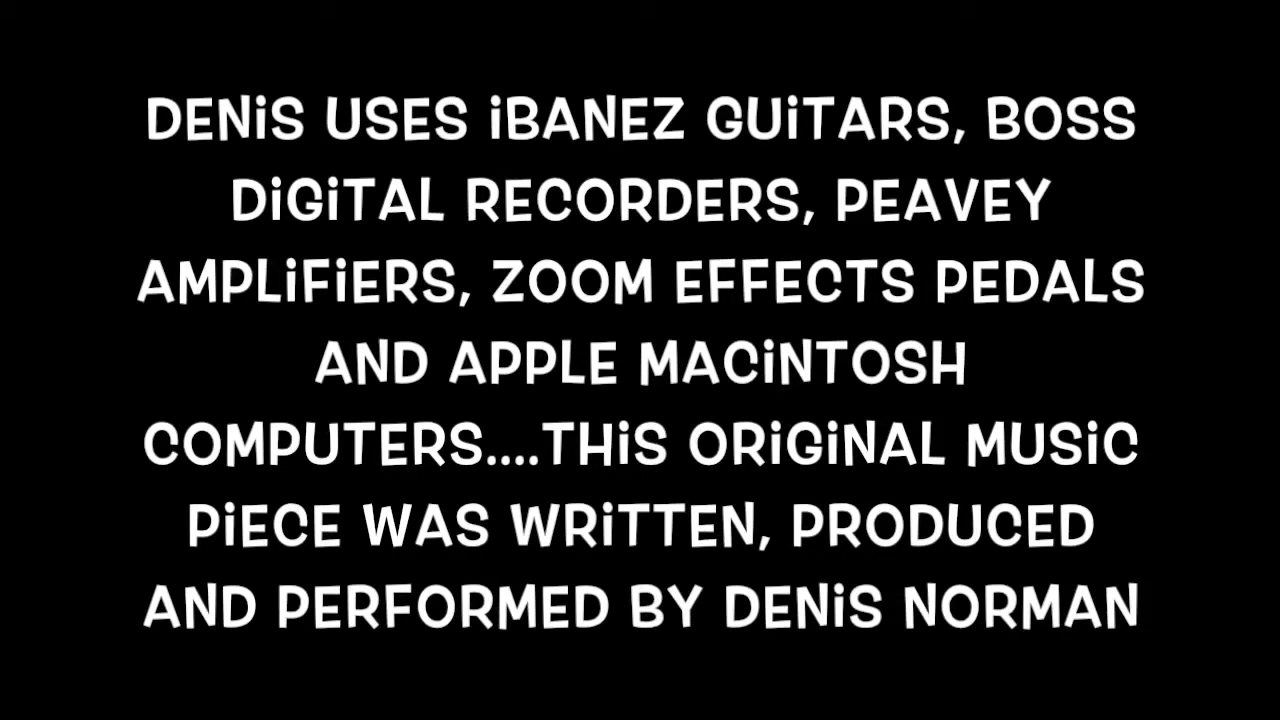 DENiS USES iBANEZ GUiTARS, BOSS
DiGiTAL RECORDERS, PEAVEY
AMPLiFiERS, ZOOM EFFECTS PEDALS
AND APPLE MACiNTOSH
COMPUTERS....THiS ORiGiNAL MUSiC
PiECE WAS WRiTTEN, PRODUCED
AND PERFORMED BY DENiS NORMAN